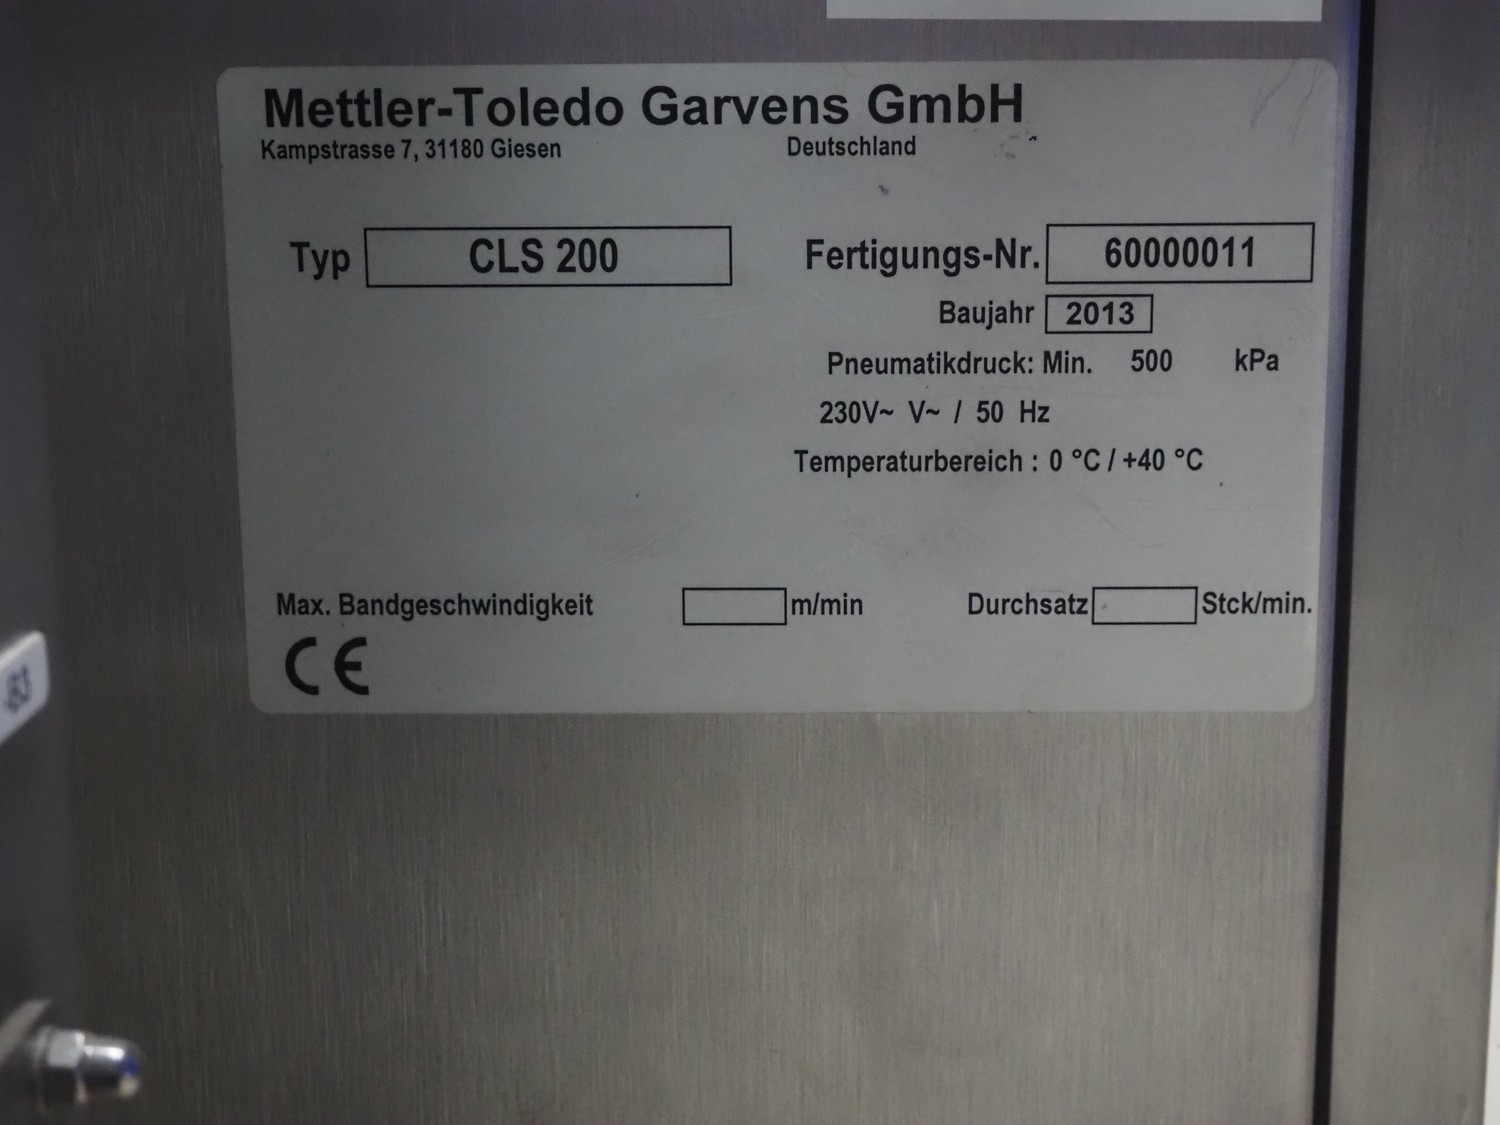 Mettler-Toledo Garvens GmbH
Kampstrasse 7, 31180 Giesen Deutschland
Typ CLS 200 Fertigungs-Nr. 60000011
Baujahr 2013
Pneumatikdruck: Min. 500 kPa
230V~ V~ / 50 Hz
Temperaturbereich : 0 °C / +40 °C
Max. Bandgeschwindigkeit m/min Durchsatz Stck/min.
CE